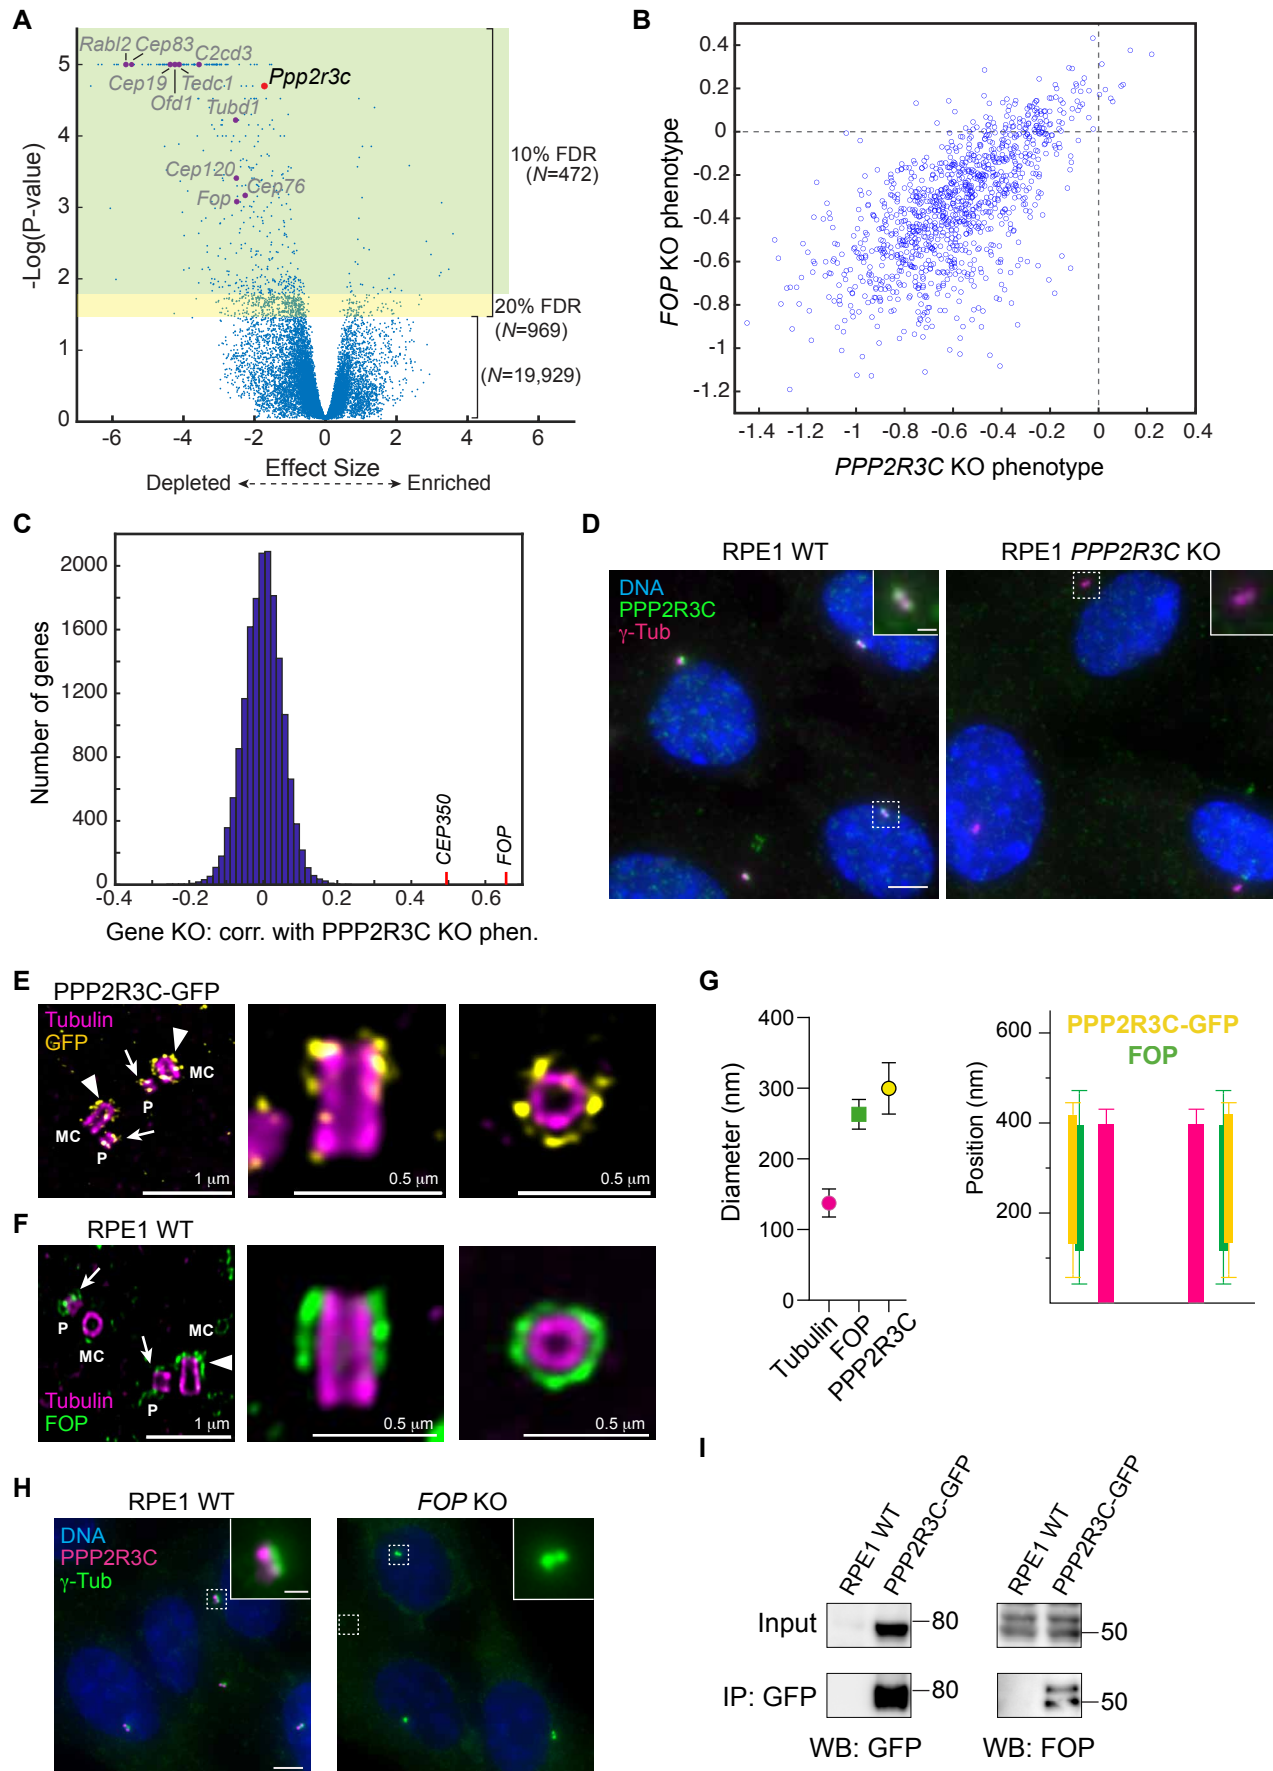 A
Rabl2 Cep83 C2cd3
Cep19 Tedc1 Ppp2r3c
Ofd1 Tubd1
Cep120 Cep76
Fop
-Log(P-value)
5
4
3
2
1
0
10% FDR
(N=472)
20% FDR
(N=969)
(N=19,929)
-6 -4 -2 0 2 4 6
Effect Size
Depleted Enriched
B
FOP KO phenotype
0.4
0.2
0
-0.2
-0.4
-0.6
-0.8
-1
-1.2
-1.4 -1.2 -1 -0.8 -0.6 -0.4 -0.2 0 0.2 0.4
PPP2R3C KO phenotype
C
Number of genes
2000
1600
1200
800
400
0
CEP350
FOP
-0.4 -0.2 0 0.2 0.4 0.6
Gene KO: corr. with PPP2R3C KO phen.
D
RPE1 WT RPE1 PPP2R3C KO
DNA
PPP2R3C
γ-Tub
E
PPP2R3C-GFP
Tubulin
GFP
MC
P
MC
P
1 µm 0.5 µm 0.5 µm
F
RPE1 WT
P
MC MC
P
Tubulin
FOP
1 µm 0.5 µm 0.5 µm
G
Diameter (nm)
400
300
200
100
0
Tubulin
FOP
PPP2R3C
Position (nm)
600
400
200
PPP2R3C-GFP
FOP
H
RPE1 WT FOP KO
DNA
PPP2R3C
γ-Tub
I
RPE1 WT PPP2R3C-GFP RPE1 WT PPP2R3C-GFP
Input 80 50
IP: GFP 80 50
WB: GFP WB: FOP